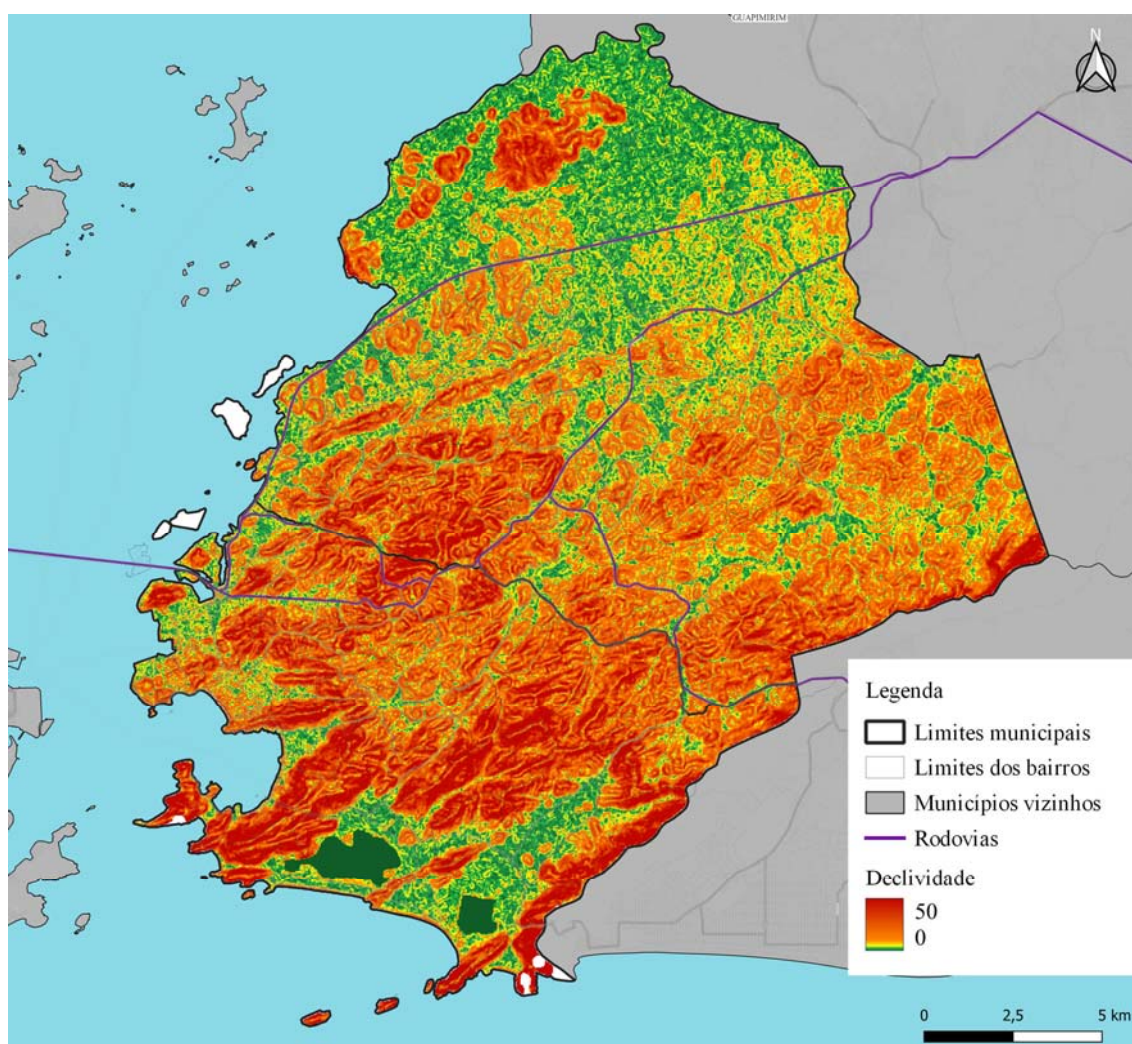 GUAPIMIRIM
N
Legenda
Limites municipais
Limites dos bairros
Municípios vizinhos
Rodovias
Declividade
50
0
0 2,5 5 km